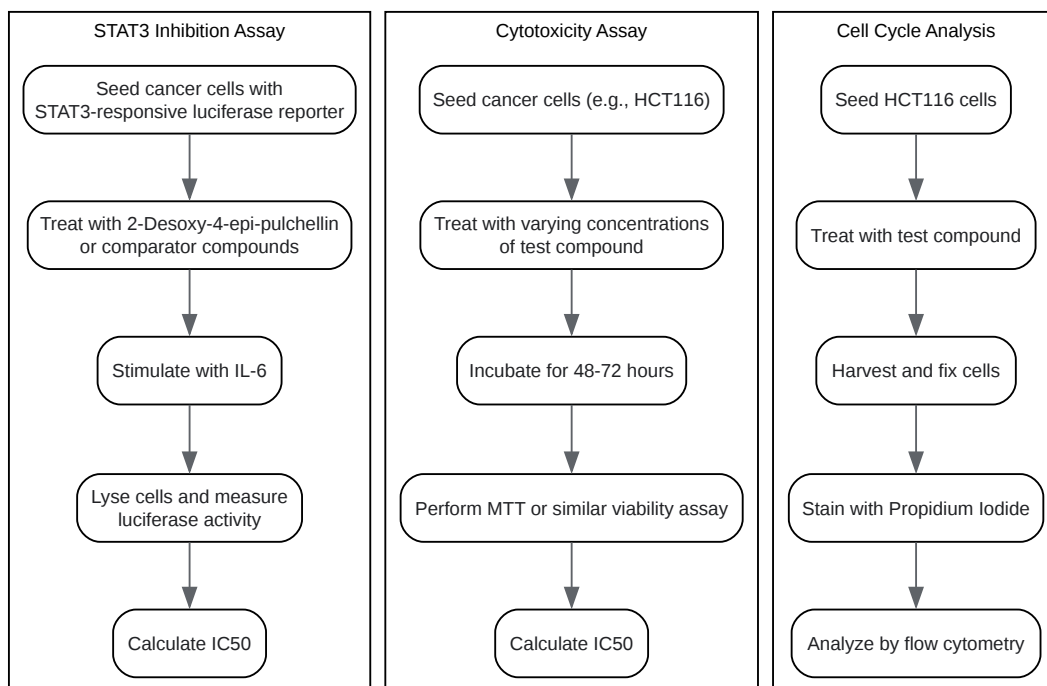 STAT3 Inhibition Assay
Seed cancer cells with
STAT3-responsive luciferase reporter
Treat with 2-Desoxy-4-epi-pulchellin
or comparator compounds
Stimulate with IL-6
Lyse cells and measure
luciferase activity
Calculate IC50
Cytotoxicity Assay
Seed cancer cells (e.g., HCT116)
Treat with varying concentrations
of test compound
Incubate for 48-72 hours
Perform MTT or similar viability assay
Calculate IC50
Cell Cycle Analysis
Seed HCT116 cells
Treat with test compound
Harvest and fix cells
Stain with Propidium Iodide
Analyze by flow cytometry